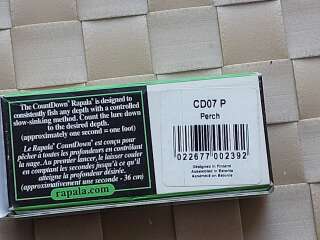 The CountDown® Rapala® is designed to
consistently fish any depth with a controlled
slow-sinking method. Count the lure down
to the desired depth.
(approximately one second = one foot)
Le Rapala® CountDown® est conçu pour
pêcher à toutes les profondeurs en contrôlant
la nage. Au premier lancer, le laisser couler
en comptant les secondes jusqu'à ce qu'il
atteigne la profondeur désirée.
(approximativement une seconde - 36 cm)
rapala.com
CD07 P
Perch
022677 002392
Designed in Finland
Assembled in Estonia